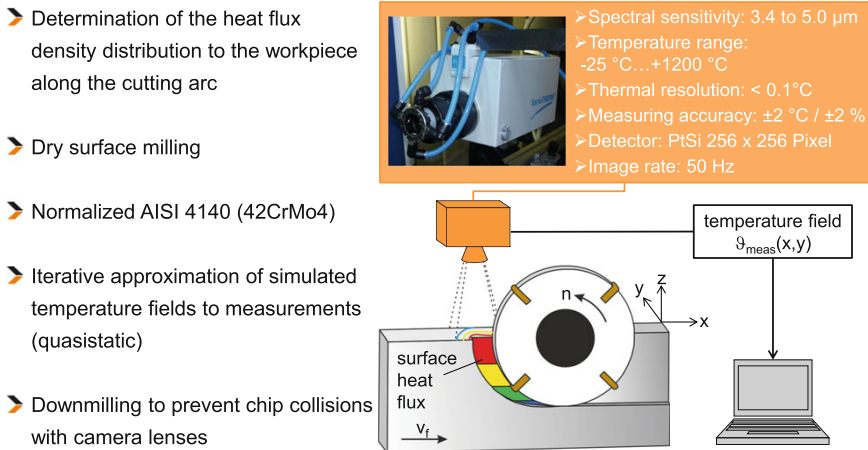 Determination of the heat flux
density distribution to the workpiece
along the cutting arc
Dry surface milling
Normalized AISI 4140 (42CrMo4)
Iterative approximation of simulated
temperature fields to measurements
(quasistatic)
Downmilling to prevent chip collisions
with camera lenses
Spectral sensitivity: 3.4 to 5.0 µm
Temperature range:
-25 °C…+1200 °C
Thermal resolution: < 0.1°C
Measuring accuracy: ±2 °C / ±2 %
Detector: PtSi 256 x 256 Pixel
Image rate: 50 Hz
temperature field
ϑmeas(x,y)
n
y
z
x
surface
heat
flux
vf